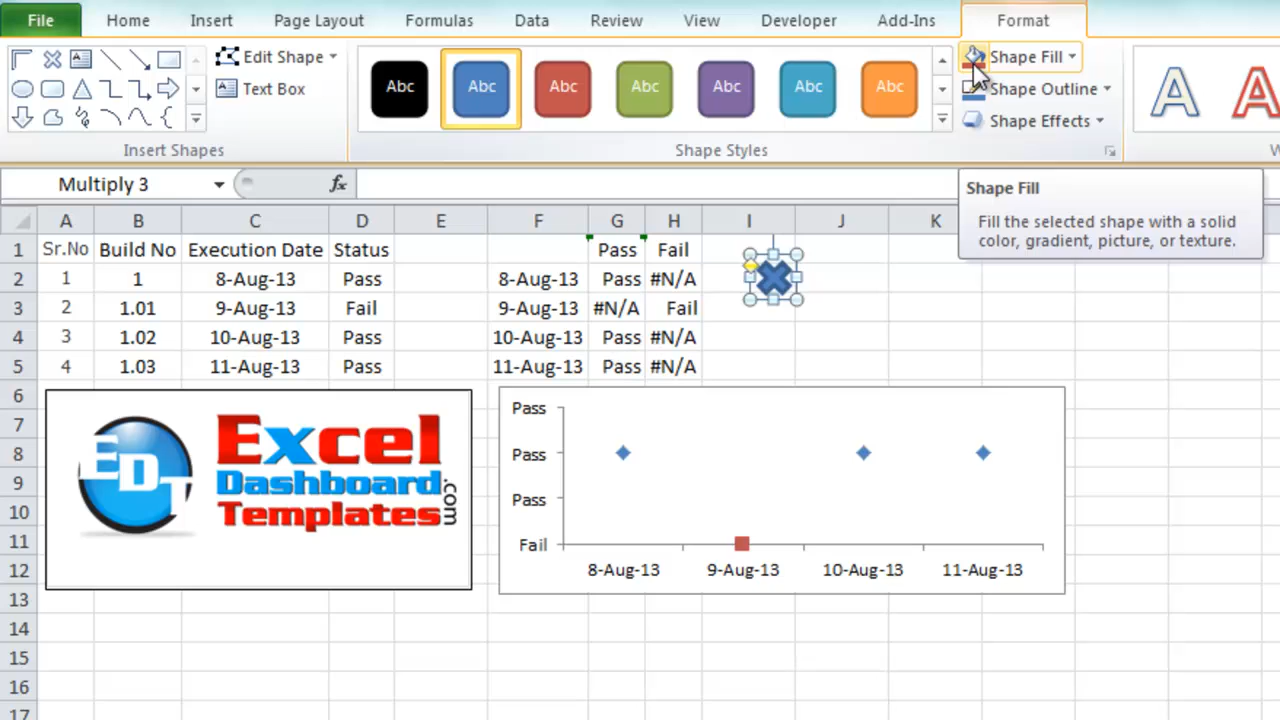 File Home Insert Page Layout Formulas Data Review View Developer Add-Ins Format
Edit Shape
Text Box
Insert Shapes
Abc Abc Abc Abc Abc Abc Abc
Shape Styles
Shape Fill
Shape Outline
Shape Effects
A A
W
Multiply 3 fx
Shape Fill
Fill the selected shape with a solid
color, gradient, picture, or texture.
A B C D E F G H I J K
1 Sr.No Build No Execution Date Status Pass Fail
2 1 1 8-Aug-13 Pass 8-Aug-13 Pass #N/A
3 2 1.01 9-Aug-13 Fail 9-Aug-13 #N/A Fail
4 3 1.02 10-Aug-13 Pass 10-Aug-13 Pass #N/A
5 4 1.03 11-Aug-13 Pass 11-Aug-13 Pass #N/A
6
7
8
9
10
11
12
13
14
15
16
17
EDT
Excel
Dashboard
Templates
.com
Pass
Pass
Pass
Fail
8-Aug-13 9-Aug-13 10-Aug-13 11-Aug-13